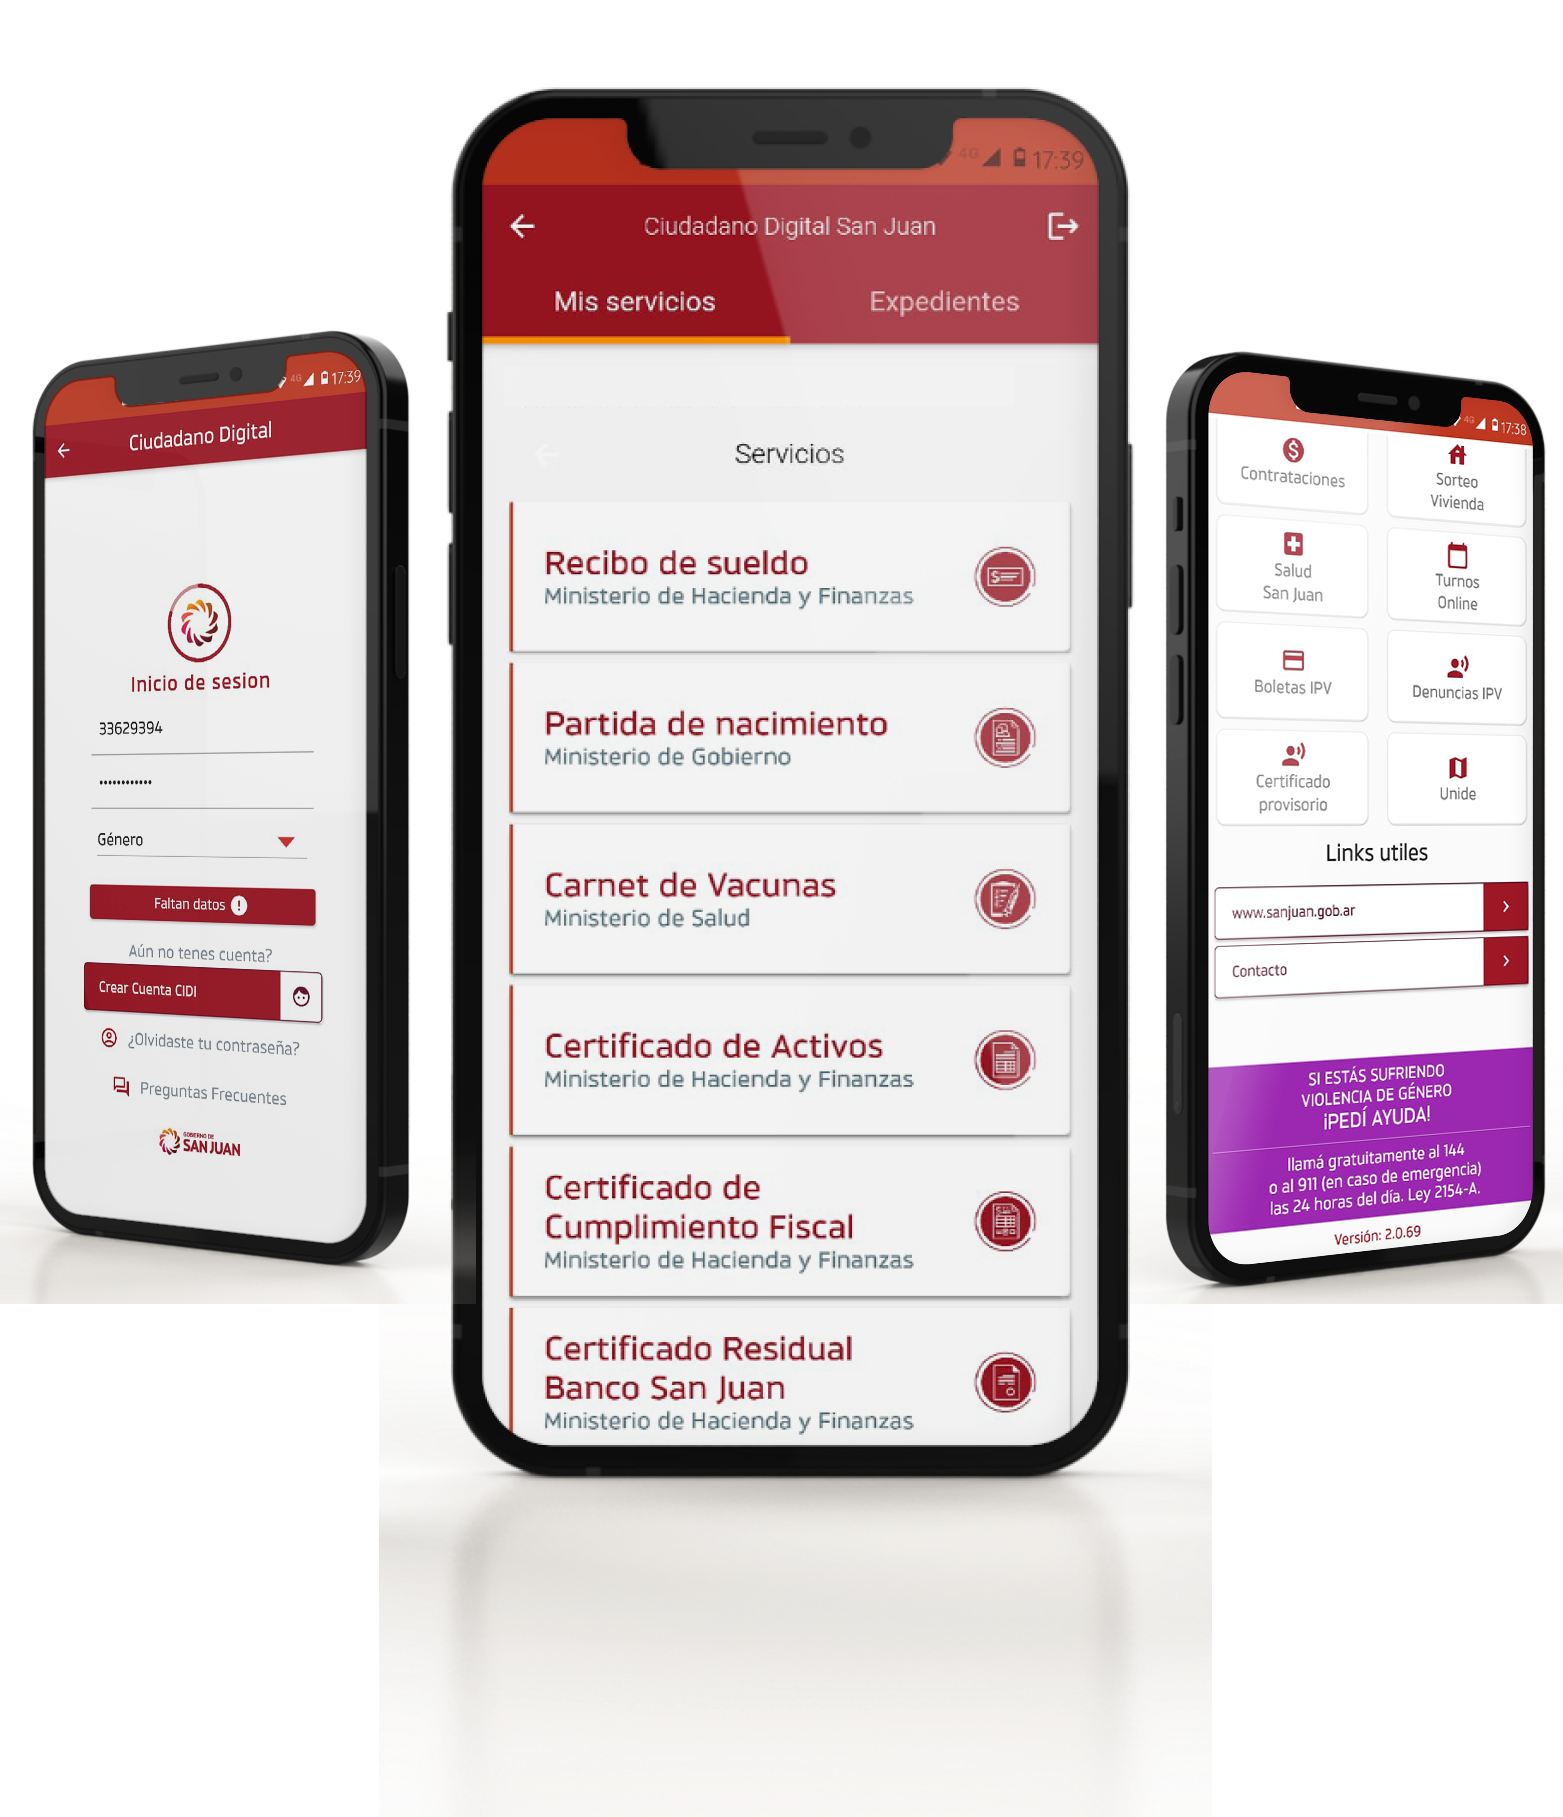 4G 17:39
Ciudadano Digital
Inicio de sesion
33629394
••••••••••••
Género
Faltan datos !
Aún no tenes cuenta?
Crear Cuenta CIDI
¿Olvidaste tu contraseña?
Preguntas Frecuentes
GOBIERNO DE
SAN JUAN
4G 17:39
Ciudadano Digital San Juan
Mis servicios Expedientes
Servicios
Recibo de sueldo
Ministerio de Hacienda y Finanzas
Partida de nacimiento
Ministerio de Gobierno
Carnet de Vacunas
Ministerio de Salud
Certificado de Activos
Ministerio de Hacienda y Finanzas
Certificado de
Cumplimiento Fiscal
Ministerio de Hacienda y Finanzas
Certificado Residual
Banco San Juan
Ministerio de Hacienda y Finanzas
4G 17:38
Contrataciones
Sorteo
Vivienda
Salud
San Juan
Turnos
Online
Boletas IPV
Denuncias IPV
Certificado
provisorio
Unide
Links utiles
www.sanjuan.gob.ar
Contacto
SI ESTÁS SUFRIENDO
VIOLENCIA DE GÉNERO
¡PEDÍ AYUDA!
llamá gratuitamente al 144
o al 911 (en caso de emergencia)
las 24 horas del día. Ley 2154-A.
Versión: 2.0.69